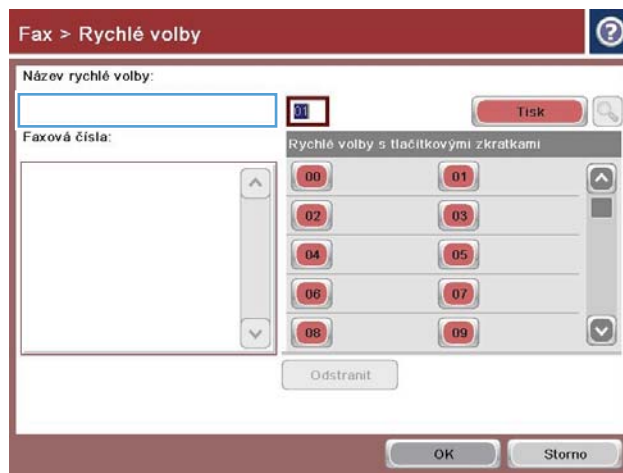 Fax > Rychlé volby
Název rychlé volby:
01
Tisk
Faxová čísla:
Rychlé volby s tlačítkovými zkratkami
00 01
02 03
04 05
06 07
08 09
Odstranit
OK Storno